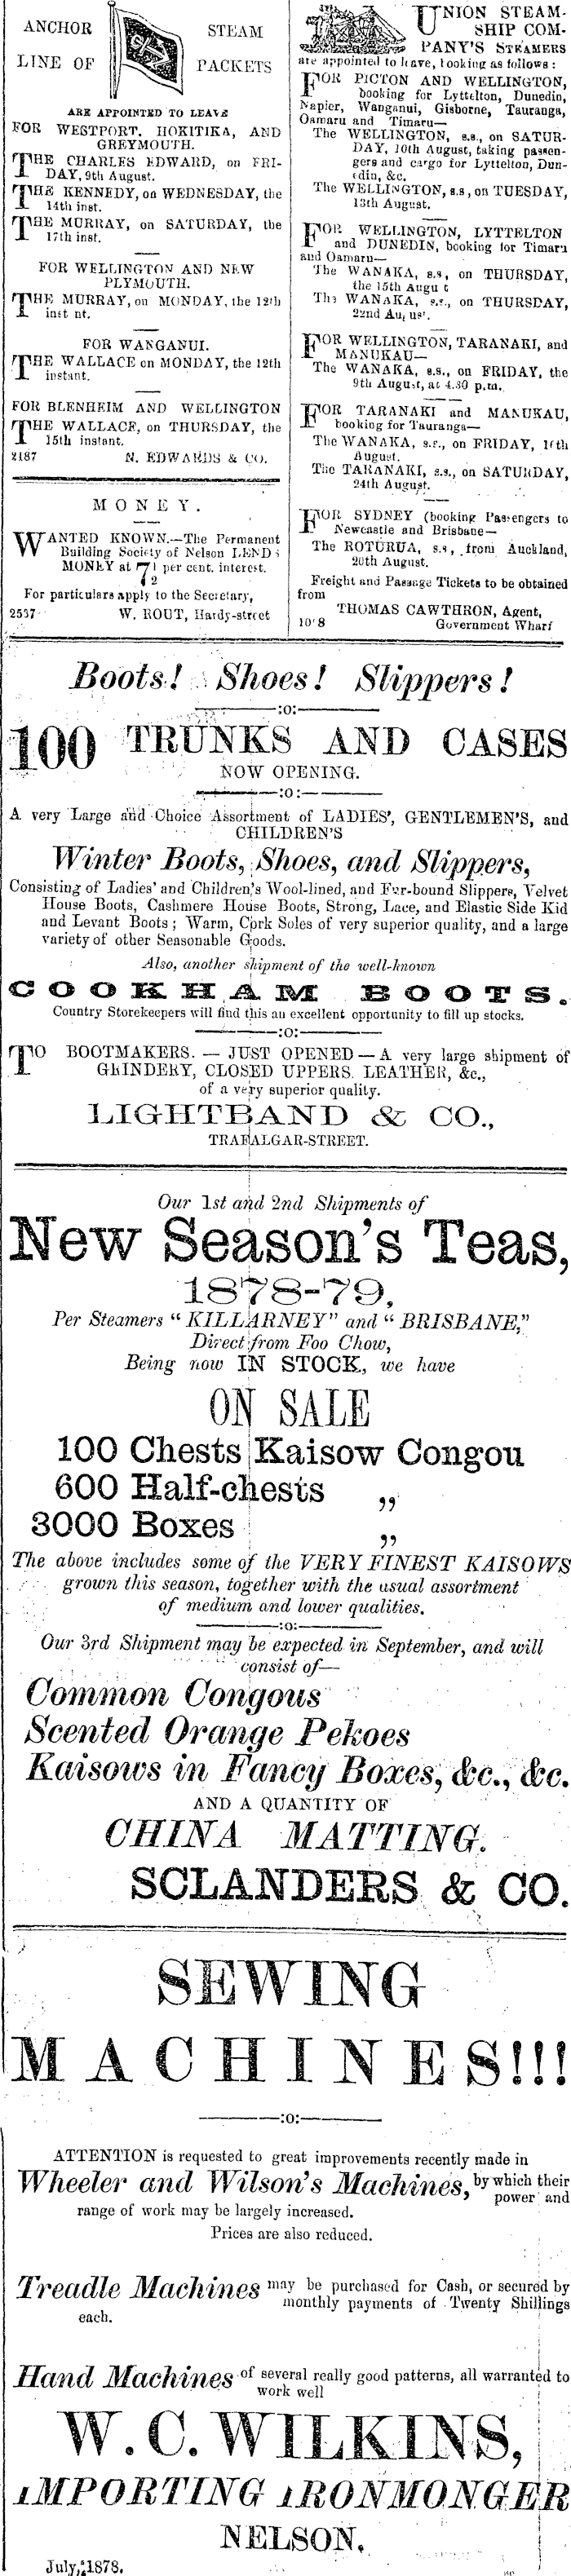 ANCHOR STEAM
LINE OF PACKETS
ARE APPOINTED TO LEAVE
FOR WESTPORT, HOKITIKA, AND
GREYMOUTH.
THE CHARLES EDWARD, on FRI-
DAY, 9th August.
THE KENNEDY, on WEDNESDAY, the
14th inst.
THE MURRAY, on SATURDAY, the
17th inst.
FOR WELLINGTON AND NEW
PLYMOUTH.
THE MURRAY, on MONDAY, the 12th
inst nt.
FOR WANGANUI.
THE WALLACE on MONDAY, the 12th
instant.
FOR BLENHEIM AND WELLINGTON
THE WALLACE, on THURSDAY, the
15th instant.
2187 N. EDWARDS & CO.
MONEY.
WANTED KNOWN.—The Permanent
Building Society of Nelson LENDS
MONEY at 7½ per cent. interest.
For particulars apply to the Secretary,
2537 W. ROUT, Hardy-street
UNION STEAM-
SHIP COM-
PANY'S STEAMERS
are appointed to leave, booking as follows:
FOR PICTON AND WELLINGTON,
booking for Lyttelton, Dunedin,
Napier, Wanganui, Gisborne, Tauranga,
Oamaru and Timaru—
The WELLINGTON, s.s., on SATUR-
DAY, 10th August, taking passen-
gers and cargo for Lyttelton, Dun-
edin, &c.
The WELLINGTON, s.s, on TUESDAY,
13th August.
FOR WELLINGTON, LYTTELTON
and DUNEDIN, booking for Timaru
and Oamaru—
The WANAKA, s.s, on THURSDAY,
the 15th Augu t
The WANAKA, s.s., on THURSDAY,
22nd August.
FOR WELLINGTON, TARANAKI, and
MANUKAU—
The WANAKA, s.s., on FRIDAY, the
9th August, at 4.30 p.m.
FOR TARANAKI and MANUKAU,
booking for Tauranga—
The WANAKA, s.s., on FRIDAY, 16th
August.
The TARANAKI, s.s., on SATURDAY,
24th August.
FOR SYDNEY (booking Passengers to
Newcastle and Brisbane—
The ROTORUA, s.s, from Auckland,
20th August.
Freight and Passage Tickets to be obtained
from
THOMAS CAWTHRON, Agent,
10 8 Government Wharf
Boots! Shoes! Slippers!
:o:
100 TRUNKS AND CASES
NOW OPENING.
:o:
A very Large and Choice Assortment of LADIES', GENTLEMEN'S, and
CHILDREN'S
Winter Boots, Shoes, and Slippers,
Consisting of Ladies' and Children's Wool-lined, and Fur-bound Slippers, Velvet
House Boots, Cashmere House Boots, Strong, Lace, and Elastic Side Kid
and Levant Boots; Warm, Cork Soles of very superior quality, and a large
variety of other Seasonable Goods.
Also, another shipment of the well-known
COOKHAM BOOTS.
Country Storekeepers will find this an excellent opportunity to fill up stocks.
:o:
TO BOOTMAKERS. — JUST OPENED — A very large shipment of
GRINDERY, CLOSED UPPERS. LEATHER, &c.,
of a very superior quality.
LIGHTBAND & CO.,
TRAFALGAR-STREET.
Our 1st and 2nd Shipments of
New Season's Teas,
1878-79,
Per Steamers "KILLARNEY" and "BRISBANE,"
Direct from Foo Chow,
Being now IN STOCK, we have
ON SALE
100 Chests Kaisow Congou
600 Half-chests „
3000 Boxes „
The above includes some of the VERY FINEST KAISOWS
grown this season, together with the usual assortment
of medium and lower qualities.
:o:
Our 3rd Shipment may be expected in September, and will
consist of—
Common Congous
Scented Orange Pekoes
Kaisows in Fancy Boxes, &c., &c.
AND A QUANTITY OF
CHINA MATTING.
SCLANDERS & CO.
SEWING
MACHINES!!!
:o:
ATTENTION is requested to great improvements recently made in
Wheeler and Wilson's Machines, by which their
power and
range of work may be largely increased.
Prices are also reduced.
Treadle Machines may be purchased for Cash, or secured by
monthly payments of Twenty Shillings
each.
Hand Machines of several really good patterns, all warranted to
work well
W. C. WILKINS,
IMPORTING IRONMONGER
NELSON.
July, 1878.